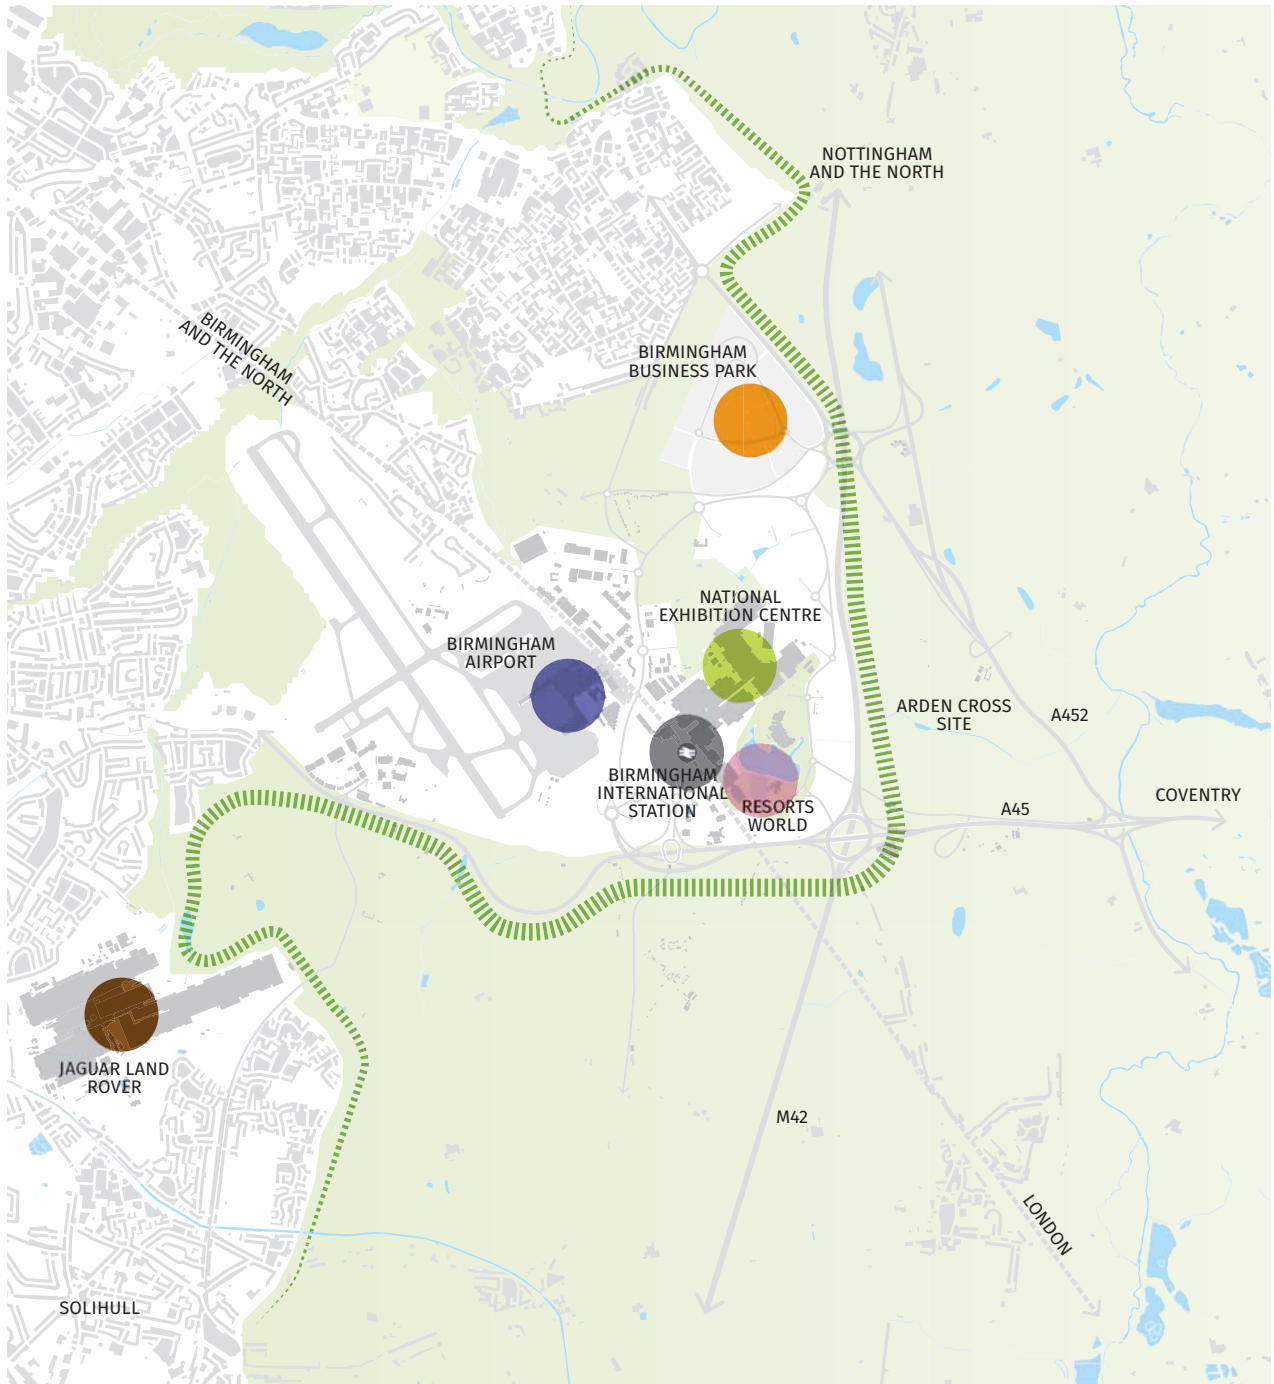 NOTTINGHAM
AND THE NORTH
BIRMINGHAM
AND THE NORTH
BIRMINGHAM
BUSINESS PARK
NATIONAL
EXHIBITION CENTRE
BIRMINGHAM
AIRPORT
ARDEN CROSS
SITE
A452
BIRMINGHAM
INTERNATIONAL
STATION
RESORTS
WORLD
A45
COVENTRY
JAGUAR LAND
ROVER
M42
LONDON
SOLIHULL